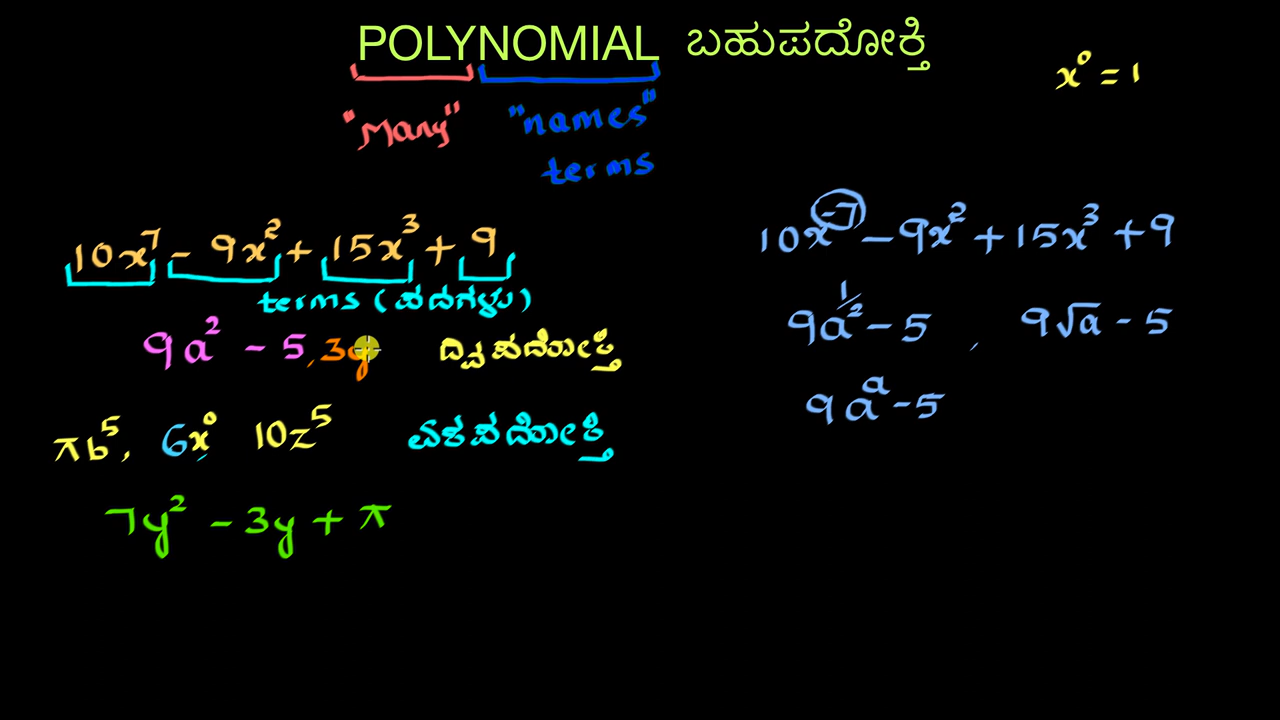 POLYNOMIAL ಬಹುಪದೋಕ್ತಿ
x⁰ = 1
"Many" "names"
terms
10x⁷ - 9x² + 15x³ + 9
terms (ಪದಗಳು)
9a² - 5, 3y ದ್ವಿಪದೋಕ್ತಿ
πb⁵, 6x⁰, 10z⁵ ಏಕಪದೋಕ್ತಿ
7y² - 3y + π
10x⁻⁷ - 9x² + 15x³ + 9
9a^(1/2) - 5, 9√a - 5
9aᵃ - 5